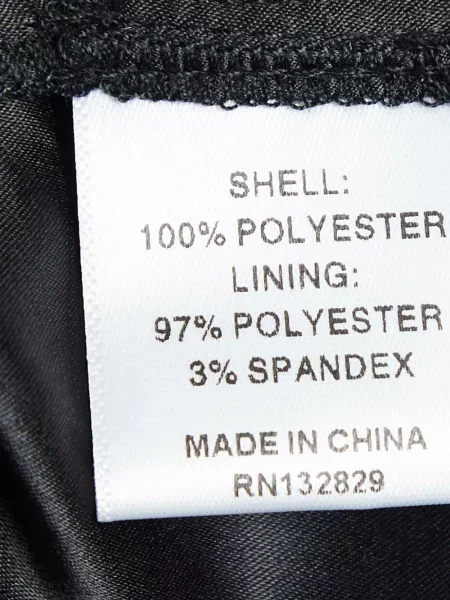 SHELL:
100% POLYESTER
LINING:
97% POLYESTER
3% SPANDEX
MADE IN CHINA
RN132829